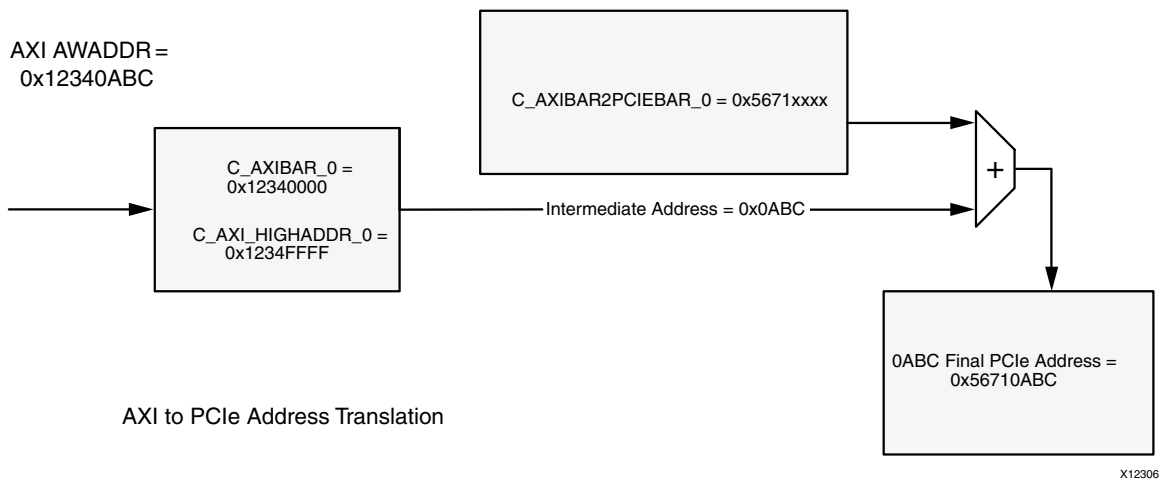 AXI AWADDR =
0x12340ABC
C_AXIBAR2PCIEBAR_0 = 0x5671xxxx
C_AXIBAR_0 =
0x12340000
+
Intermediate Address = 0x0ABC
C_AXI_HIGHADDR_0 =
0x1234FFFF
0ABC Final PCIe Address =
0x56710ABC
AXI to PCIe Address Translation
X12306